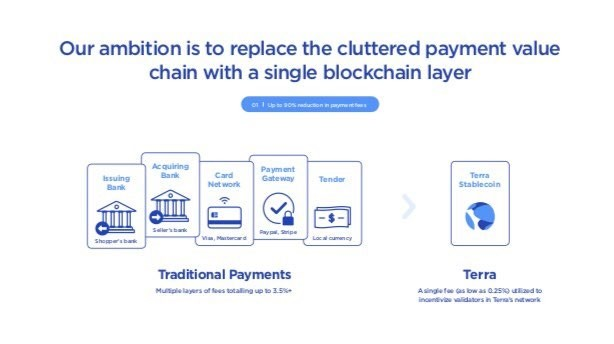 Our ambition is to replace the cluttered payment value
chain with a single blockchain layer
01 | Up to 90% reduction in payment fees
Issuing
Bank
Shopper's bank
Acquiring
Bank
Seller's bank
Card
Network
Visa, Mastercard
Payment
Gateway
Paypal, Stripe
Tender
$
Local currency
Terra
Stablecoin
Traditional Payments
Multiple layers of fees totalling up to 3.5%+
Terra
A single fee (as low as 0.25%) utilized to
incentivize validators in Terra's network